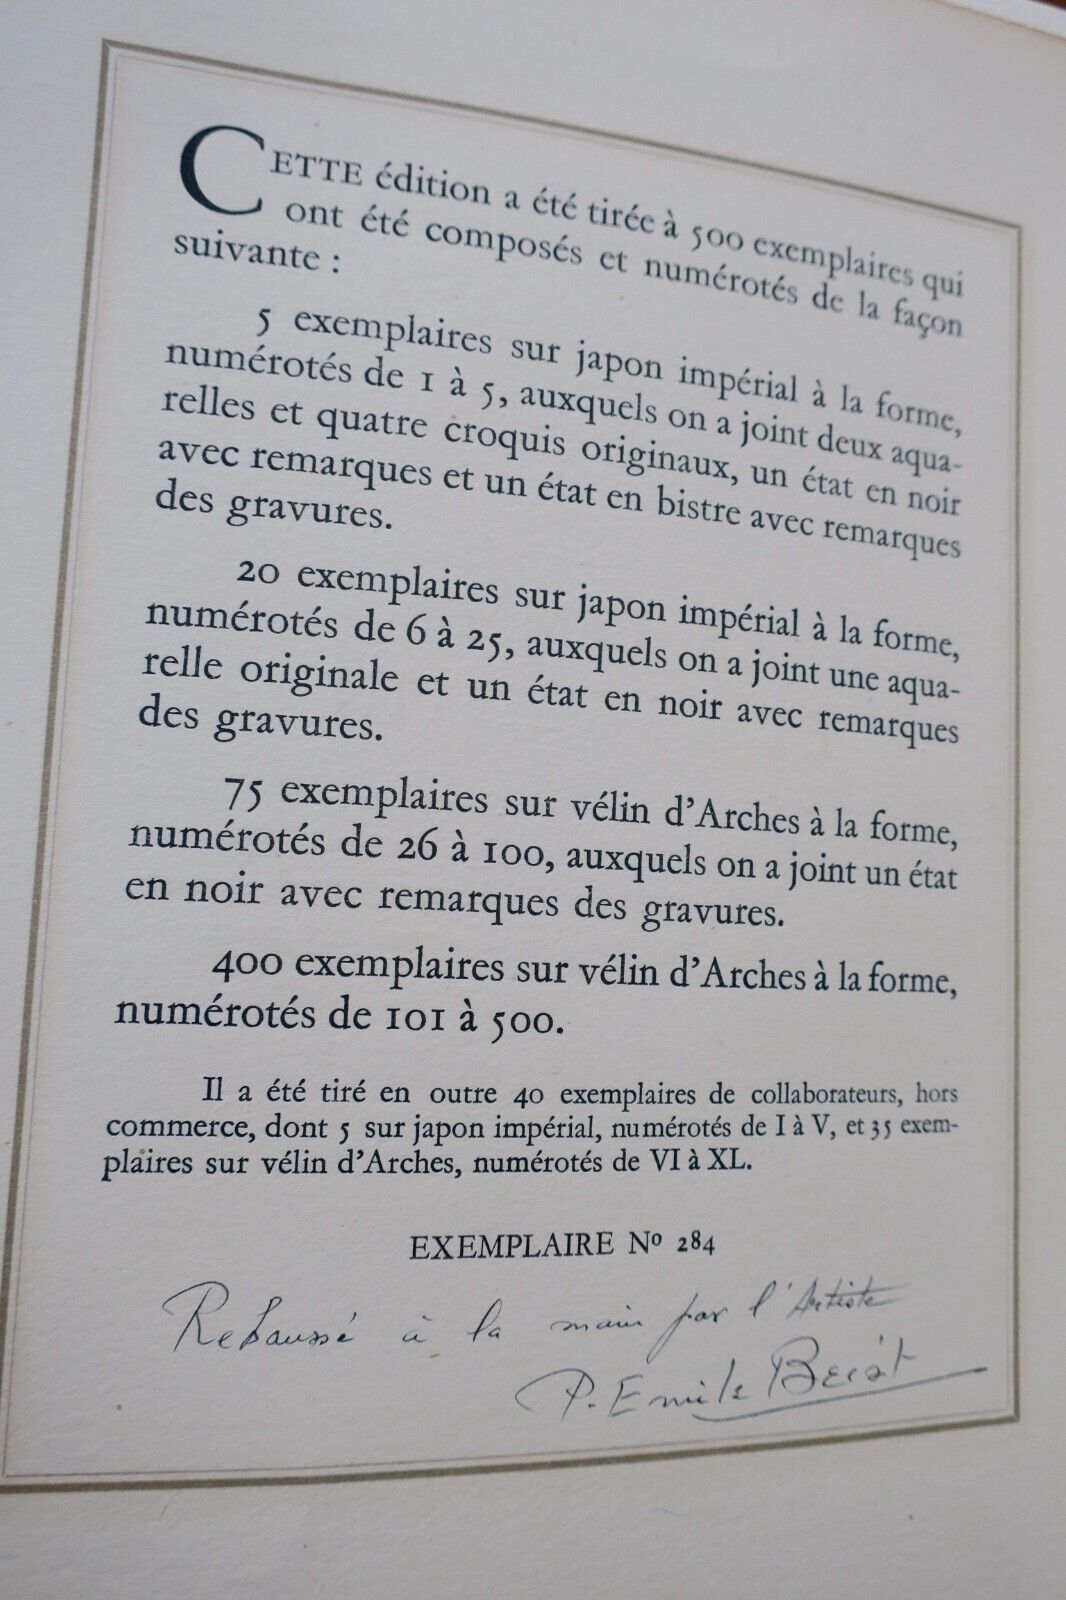 CETTE édition a été tirée à 500 exemplaires qui
ont été composés et numérotés de la façon
suivante :
5 exemplaires sur japon impérial à la forme,
numérotés de 1 à 5, auxquels on a joint deux aqua-
relles et quatre croquis originaux, un état en noir
avec remarques et un état en bistre avec remarques
des gravures.
20 exemplaires sur japon impérial à la forme,
numérotés de 6 à 25, auxquels on a joint une aqua-
relle originale et un état en noir avec remarques
des gravures.
75 exemplaires sur vélin d'Arches à la forme,
numérotés de 26 à 100, auxquels on a joint un état
en noir avec remarques des gravures.
400 exemplaires sur vélin d'Arches à la forme,
numérotés de 101 à 500.
Il a été tiré en outre 40 exemplaires de collaborateurs, hors
commerce, dont 5 sur japon impérial, numérotés de I à V, et 35 exem-
plaires sur vélin d'Arches, numérotés de VI à XL.
EXEMPLAIRE Nº 284
Rehaussé à la main par l'Artiste
P. Emile Bécat